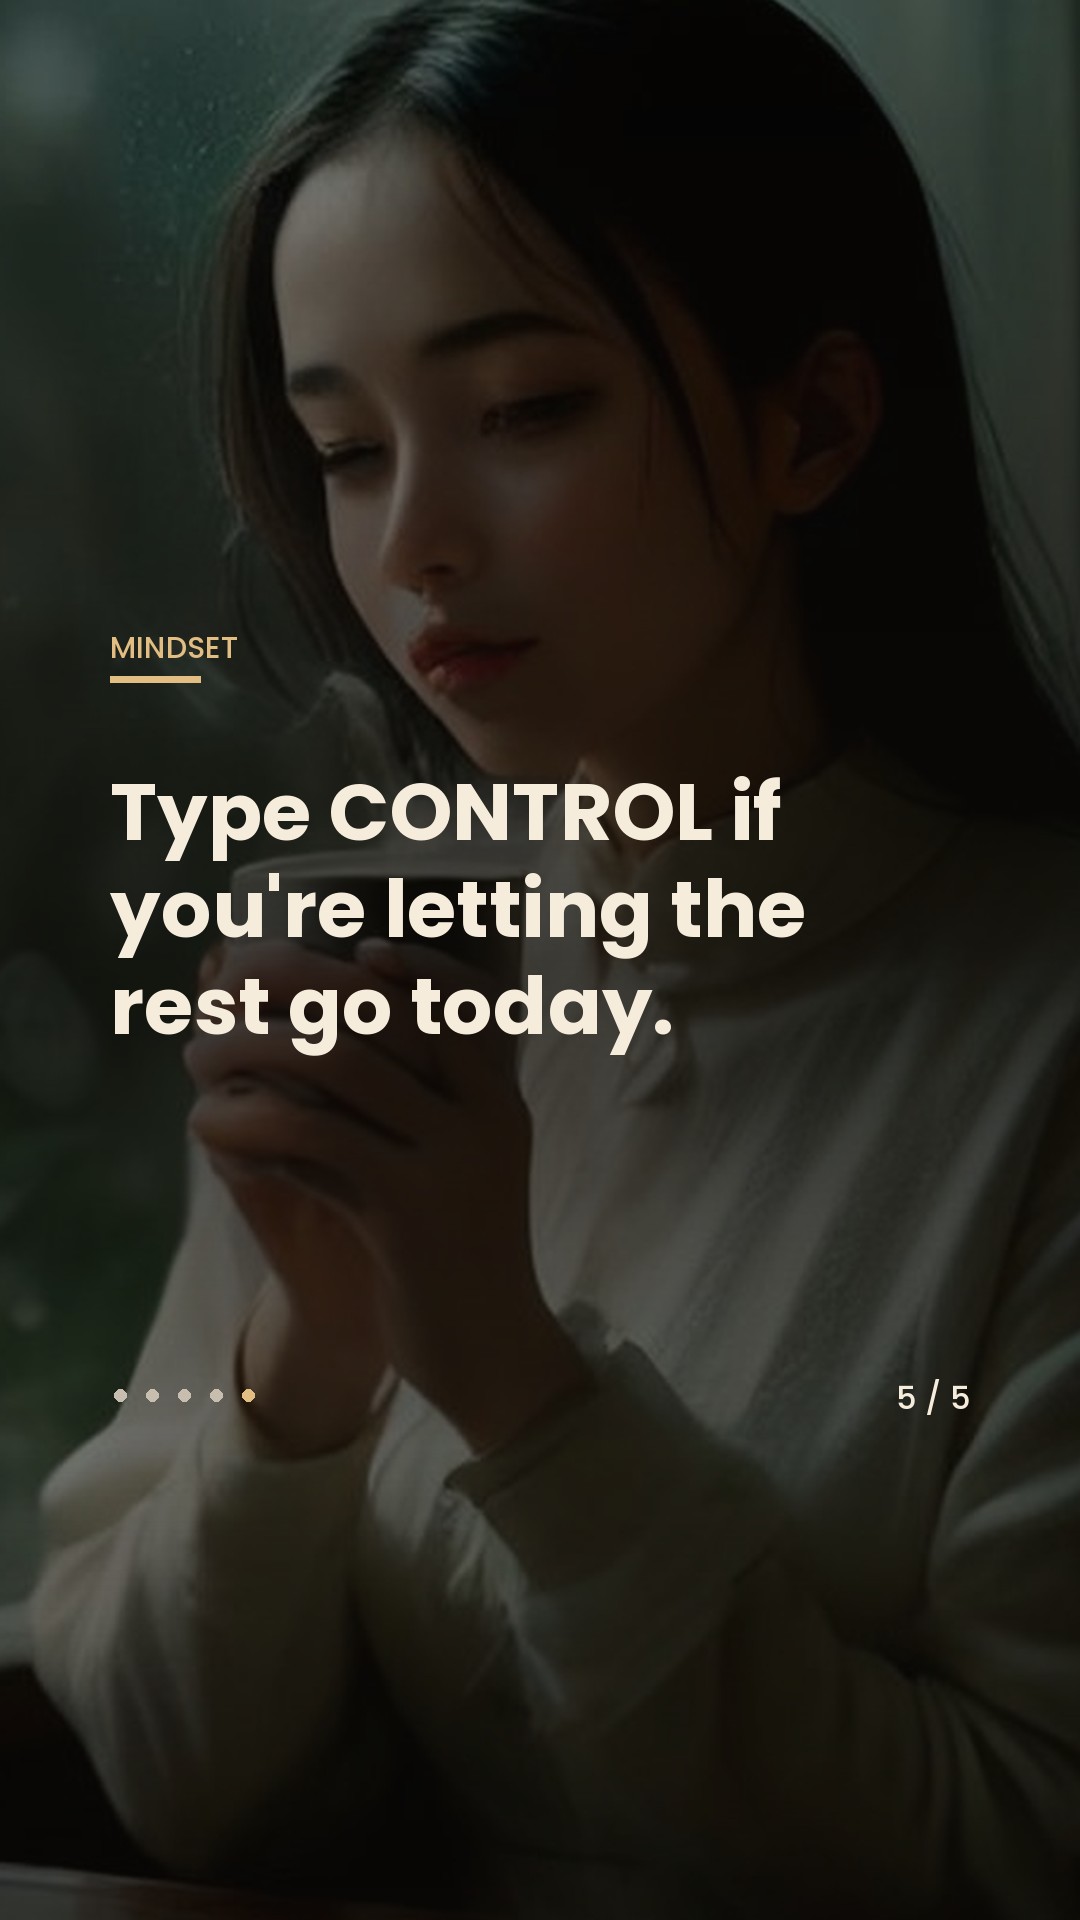 MINDSET
Type CONTROL if
you're letting the
rest go today.
5 / 5